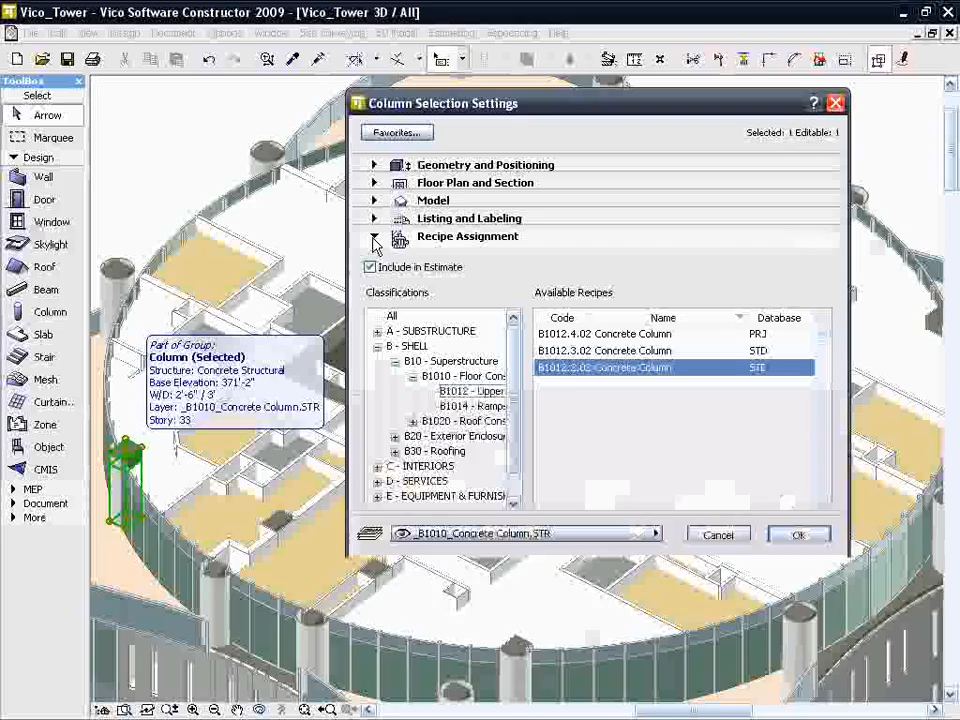 Vico_Tower - Vico Software Constructor 2009 - [Vico_Tower 3D / All]
ToolBox
Select
Arrow
Marquee
Design
Wall
Door
Window
Skylight
Roof
Beam
Column
Slab
Stair
Mesh
Curtain...
Zone
Object
CMIS
MEP
Document
More
Part of Group:
Column (Selected)
Structure: Concrete Structural
Base Elevation: 371'-2"
W/D: 2'-6" / 3'
Layer: _B1010_Concrete Column.STR
Story: 33
Column Selection Settings
Favorites...
Selected: 1 Editable: 1
Geometry and Positioning
Floor Plan and Section
Model
Listing and Labeling
Recipe Assignment
Include in Estimate
Classifications
All
A - SUBSTRUCTURE
B - SHELL
B10 - Superstructure
B1010 - Floor Cons
B1012 - Upper
B1014 - Ramps
B1020 - Roof Cons
B20 - Exterior Enclosu
B30 - Roofing
C - INTERIORS
D - SERVICES
E - EQUIPMENT & FURNISH
Available Recipes
Code Name Database
B1012.4.02 Concrete Column PRJ
B1012.3.02 Concrete Column STD
B1012.2.02 Concrete Column STD
_B1010_Concrete Column.STR
Cancel
Ok